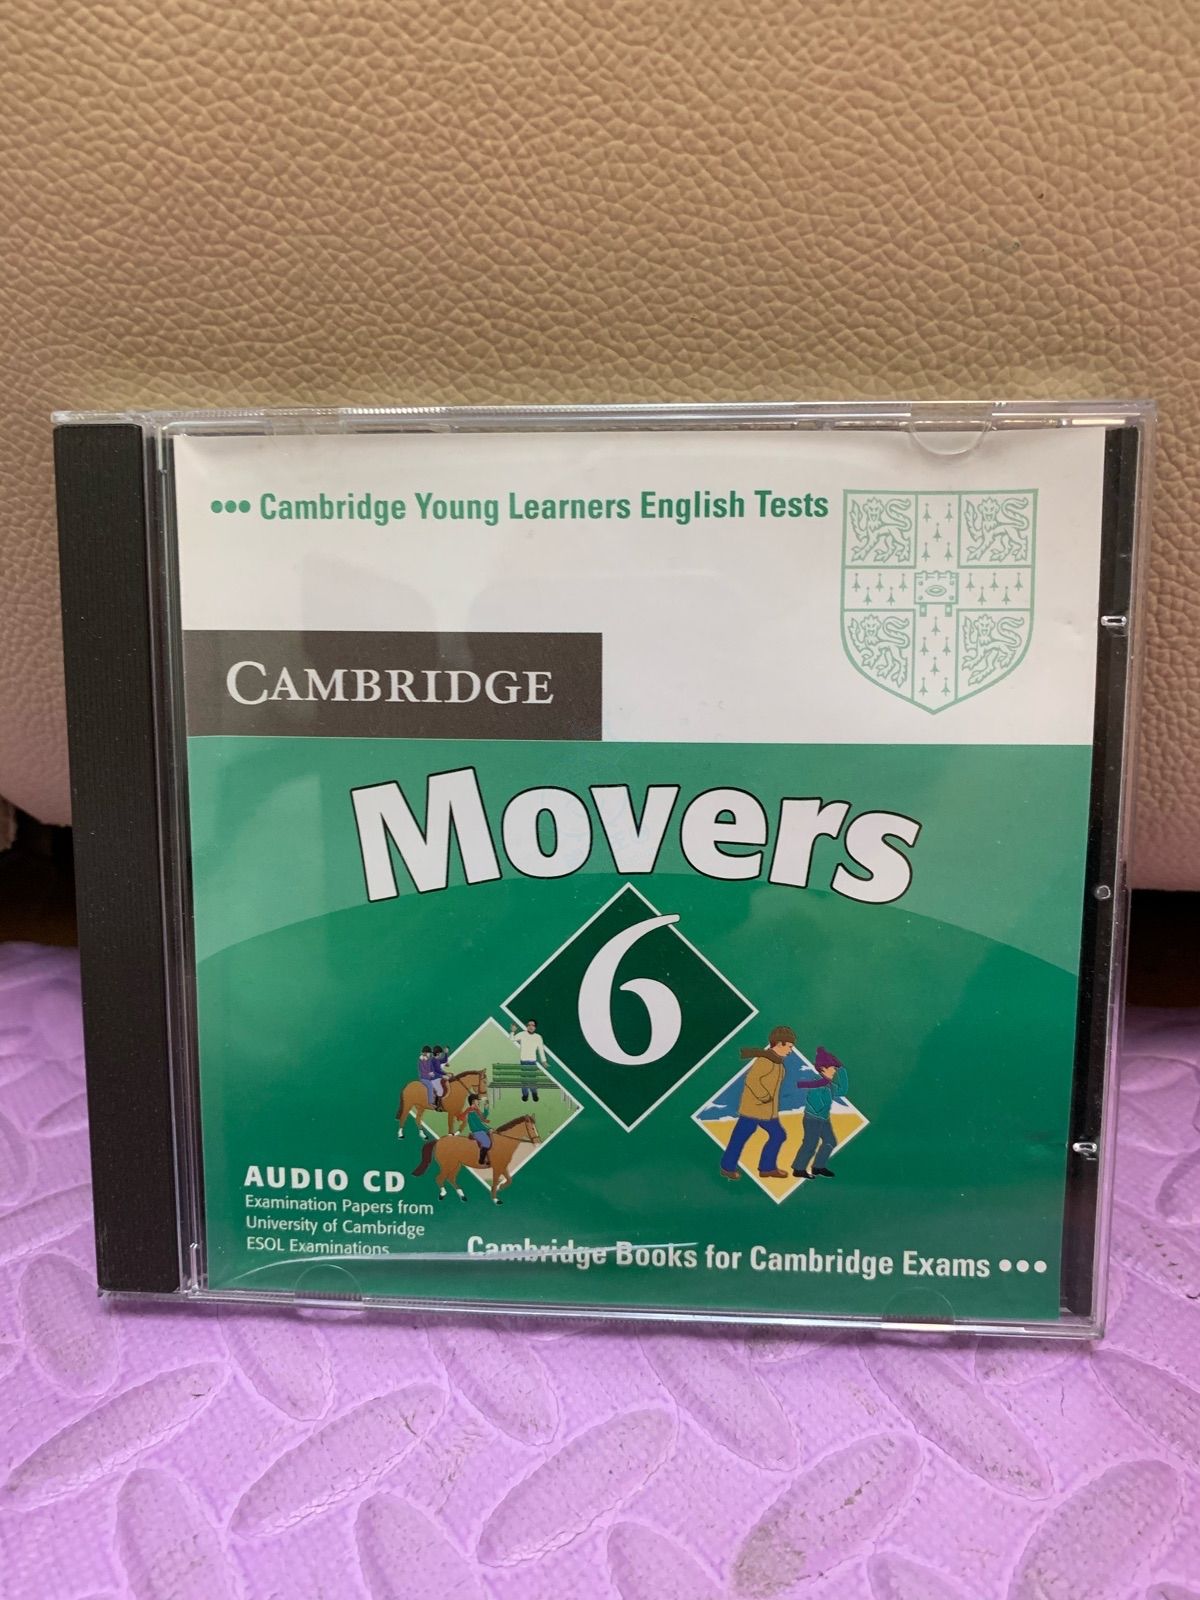 ••• Cambridge Young Learners English Tests
CAMBRIDGE
Movers
6
AUDIO CD
Examination Papers from
University of Cambridge
ESOL Examinations
Cambridge Books for Cambridge Exams •••